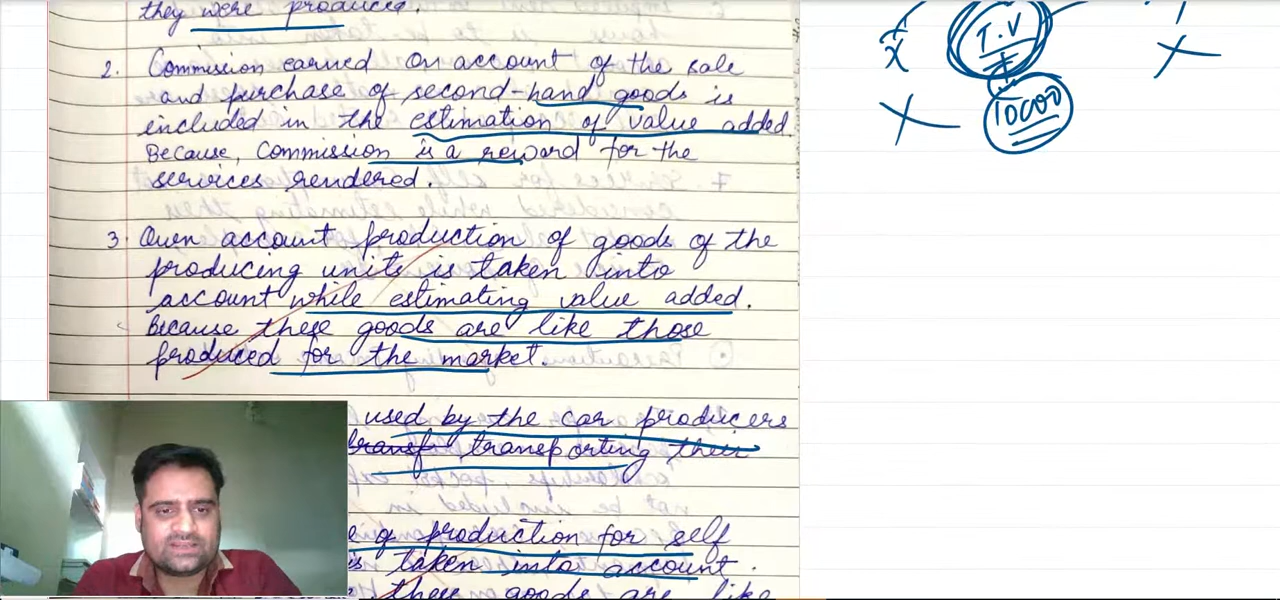 they were produced.
2. Commission earned on account of the sale
and purchase of second-hand goods is
included in the estimation of value added
Because, commission is a reward for the
services rendered.
3. Own account production of goods of the
producing units is taken into
account while estimating value added.
Because these goods are like those
produced for the market.
used by the car producers
transf transporting their
of production for self
is taken into account.
these goods are like
T.V
10000